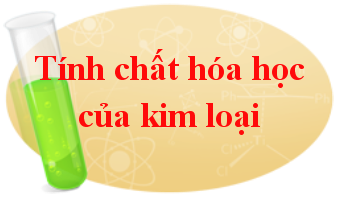 Tính chất hóa học
của kim loại